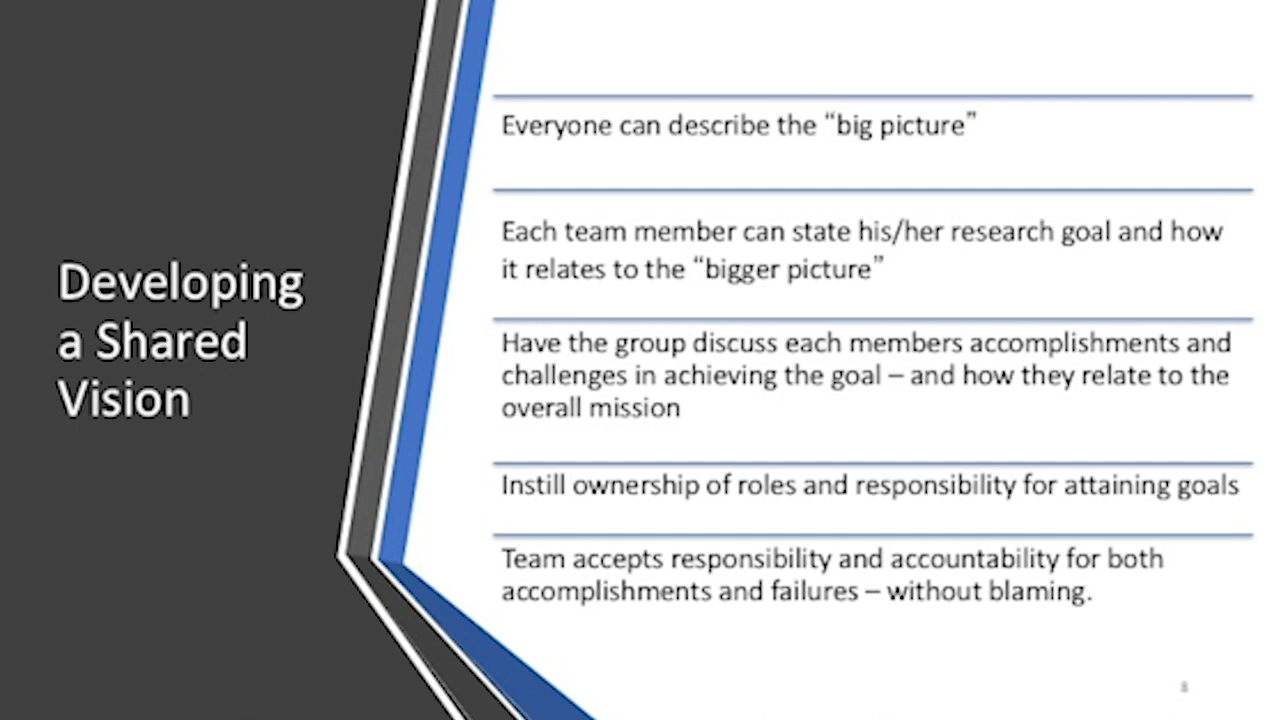 Developing
a Shared
Vision
Everyone can describe the “big picture”
Each team member can state his/her research goal and how
it relates to the “bigger picture”
Have the group discuss each members accomplishments and
challenges in achieving the goal – and how they relate to the
overall mission
Instill ownership of roles and responsibility for attaining goals
Team accepts responsibility and accountability for both
accomplishments and failures – without blaming.
8